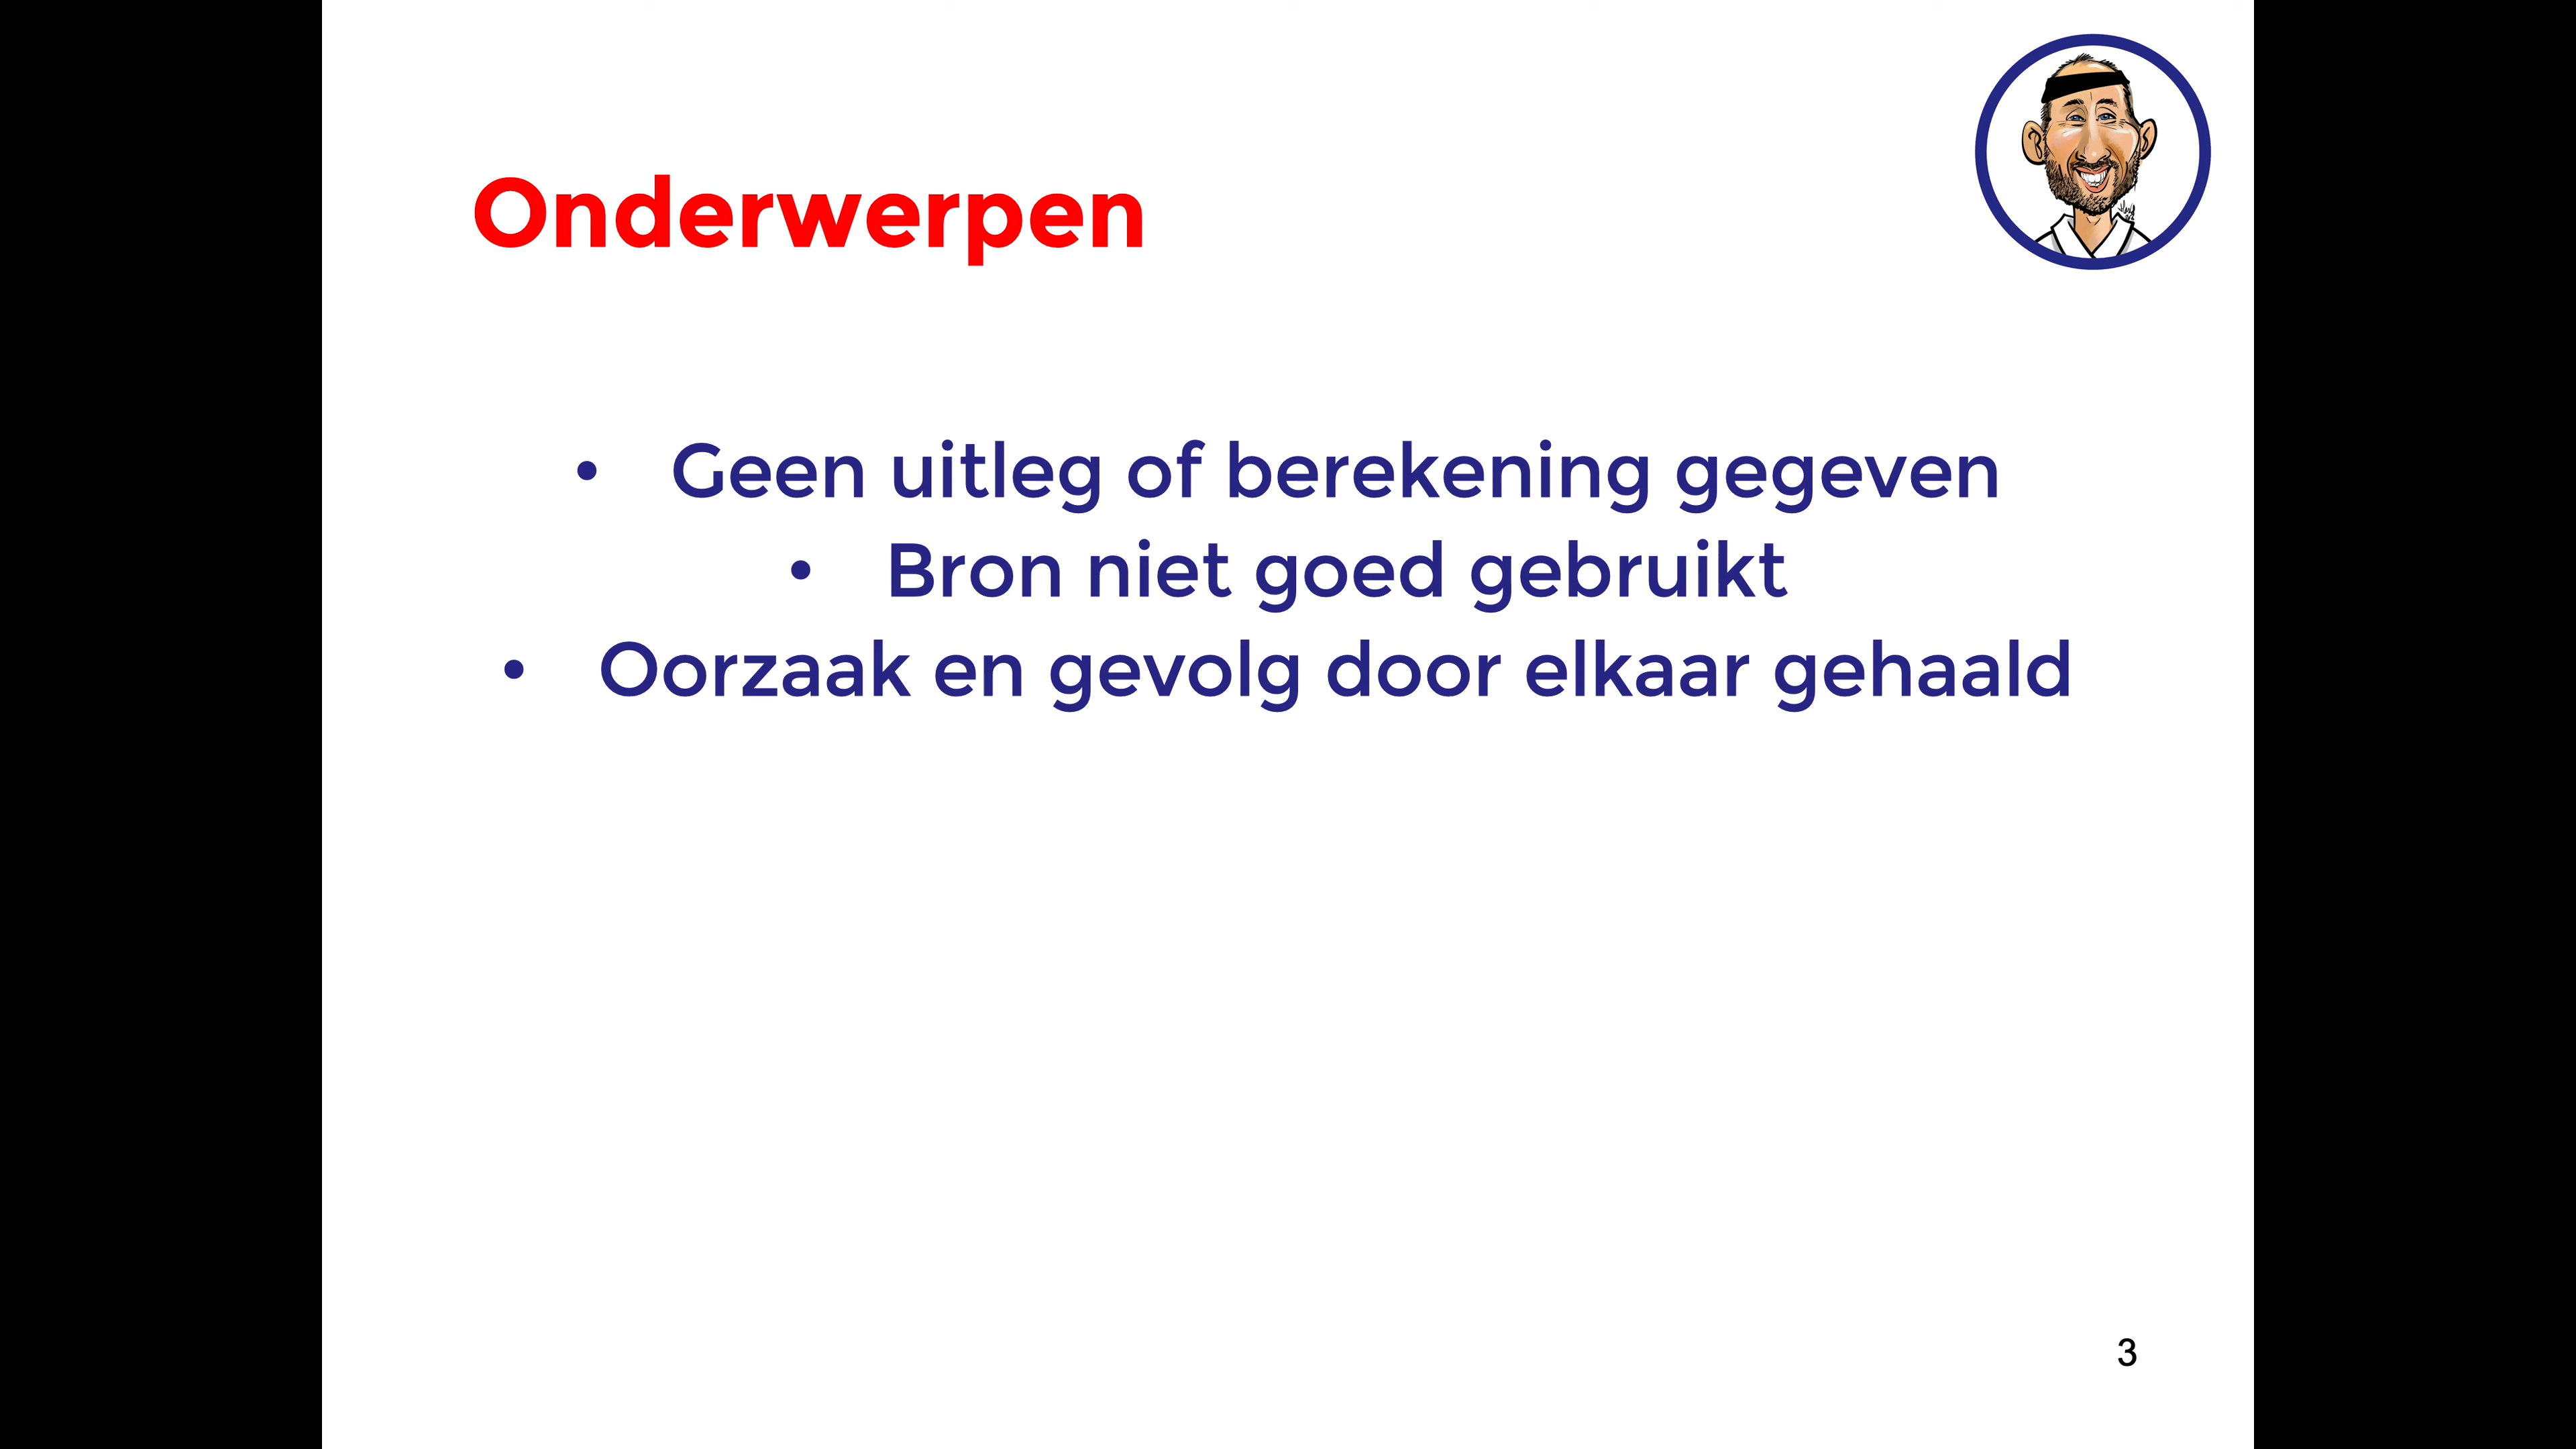 Onderwerpen
• Geen uitleg of berekening gegeven
• Bron niet goed gebruikt
• Oorzaak en gevolg door elkaar gehaald
3